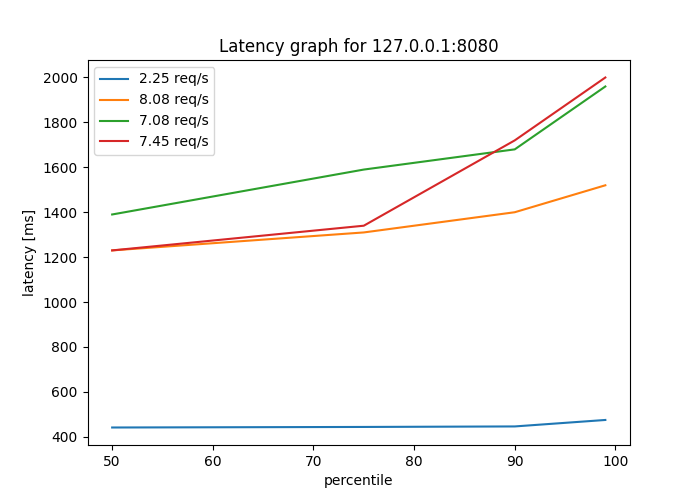 Latency graph for 127.0.0.1:8080
2.25 req/s
8.08 req/s
7.08 req/s
7.45 req/s
latency [ms]
2000
1800
1600
1400
1200
1000
800
600
400
50
60
70
80
90
100
percentile